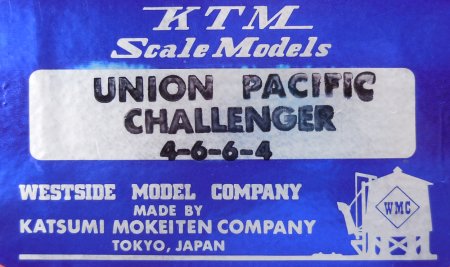 KTM
Scale Models
UNION PACIFIC
CHALLENGER
4-6-6-4
WESTSIDE MODEL COMPANY
MADE BY
KATSUMI MOKEITEN COMPANY
TOKYO, JAPAN
WMC